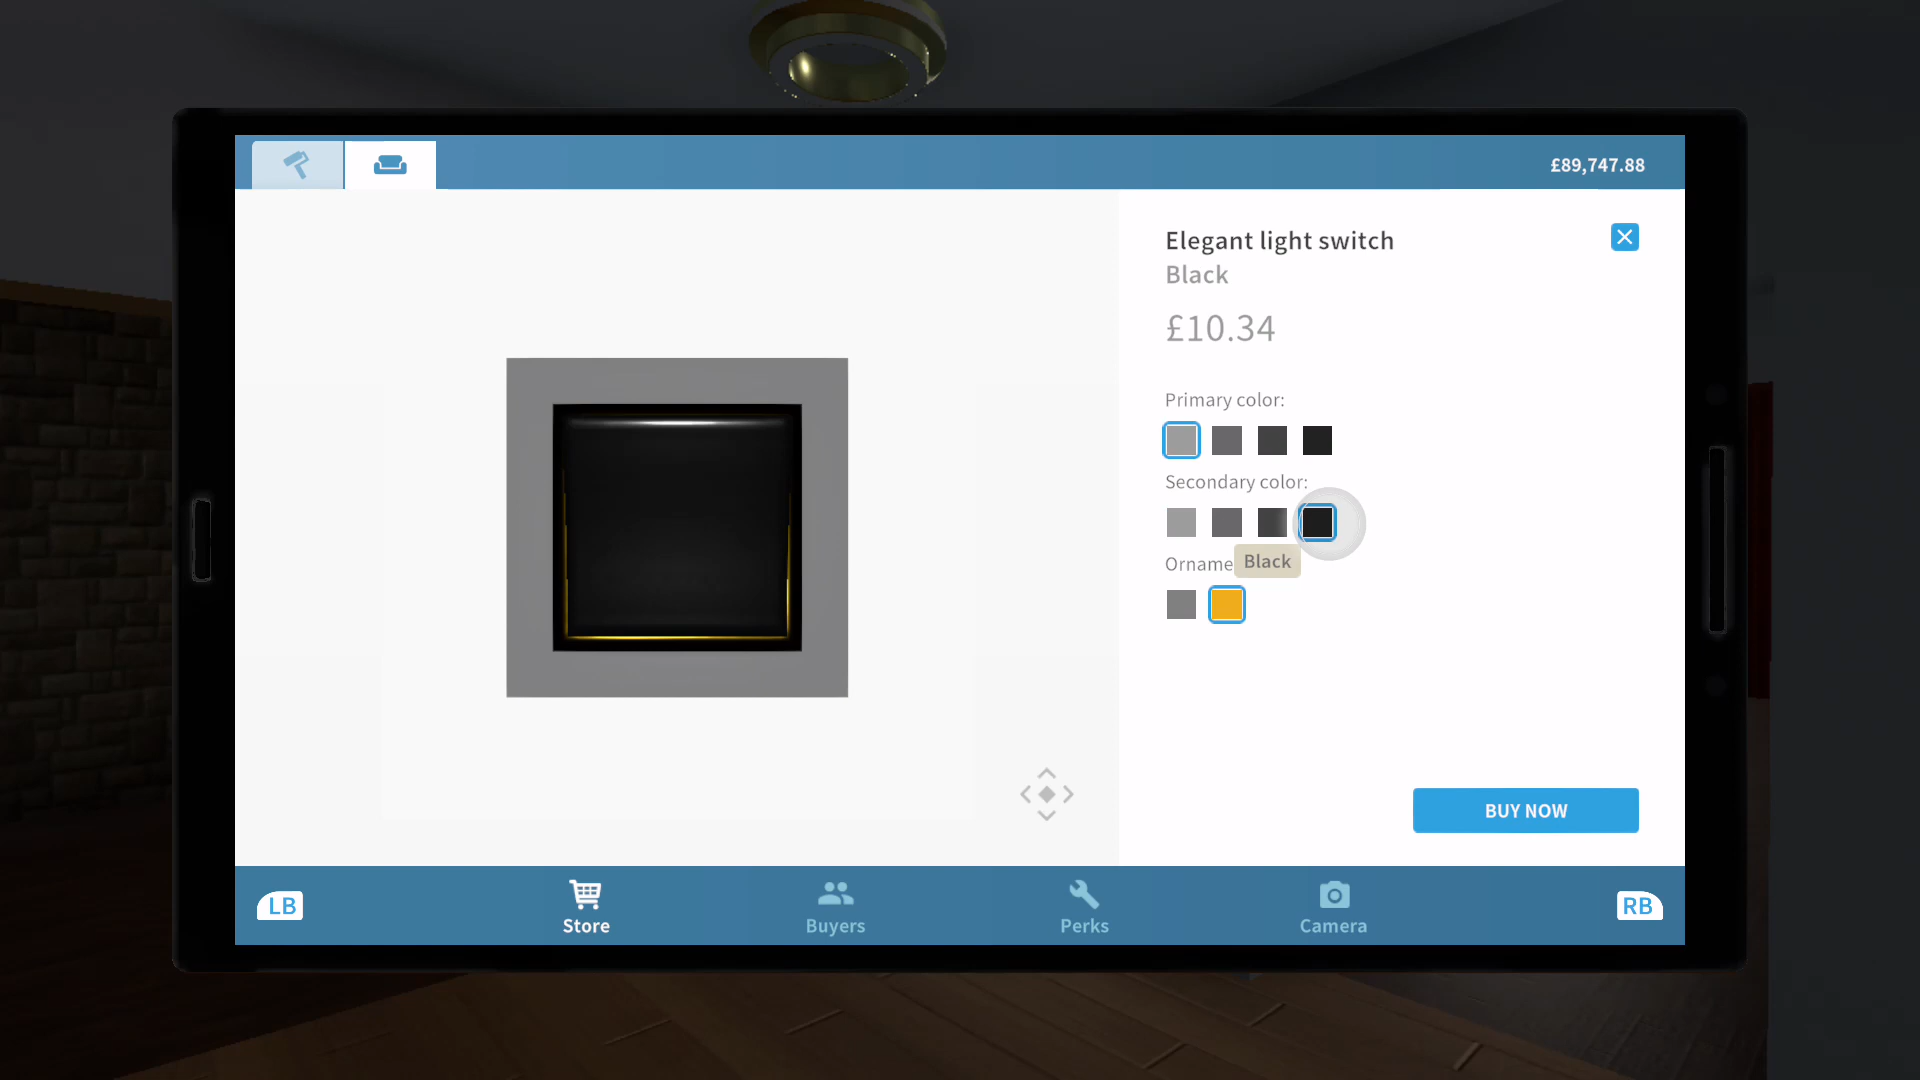 £89,747.88
Elegant light switch
Black
£10.34
Primary color:
Secondary color:
Orname
Black
BUY NOW
LB
Store
Buyers
Perks
Camera
RB